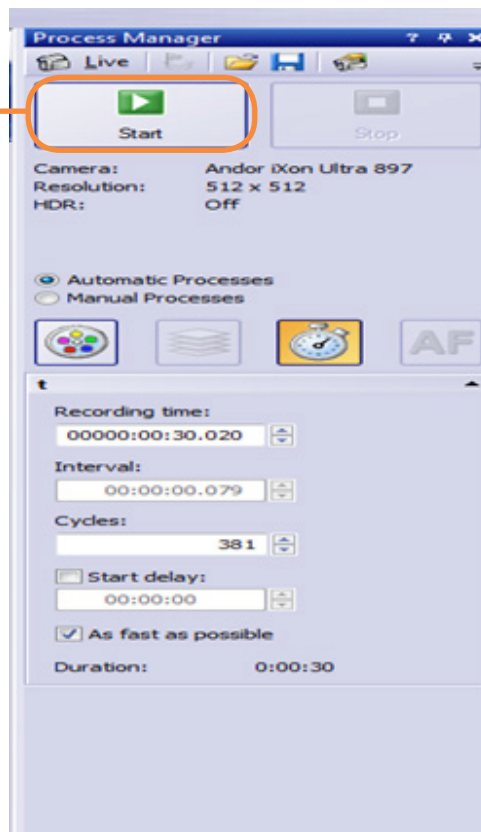 Process Manager ?
Live
Start Stop
Camera: Andor iXon Ultra 897
Resolution: 512 x 512
HDR: Off
Automatic Processes
Manual Processes
AF
t
Recording time:
00000:00:30.020
Interval:
00:00:00.079
Cycles:
381
Start delay:
00:00:00
As fast as possible
Duration: 0:00:30